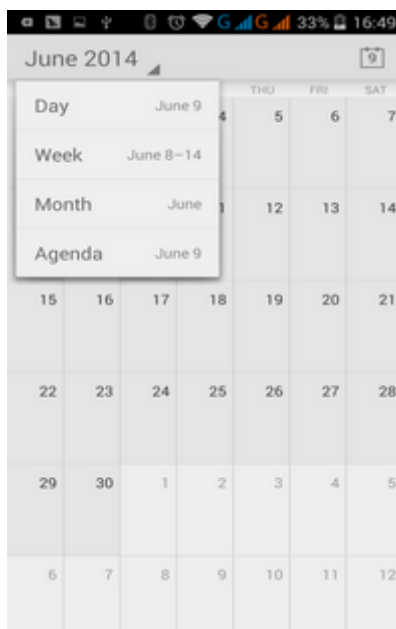 G G 33% 16:49
June 2014 9
THU FRI SAT
Day June 9
4 5 6 7
Week June 8–14
Month June
12 13 14
Agenda June 9
15 16 17 18 19 20 21
22 23 24 25 26 27 28
29 30 1 2 3 4 5
6 7 8 9 10 11 12